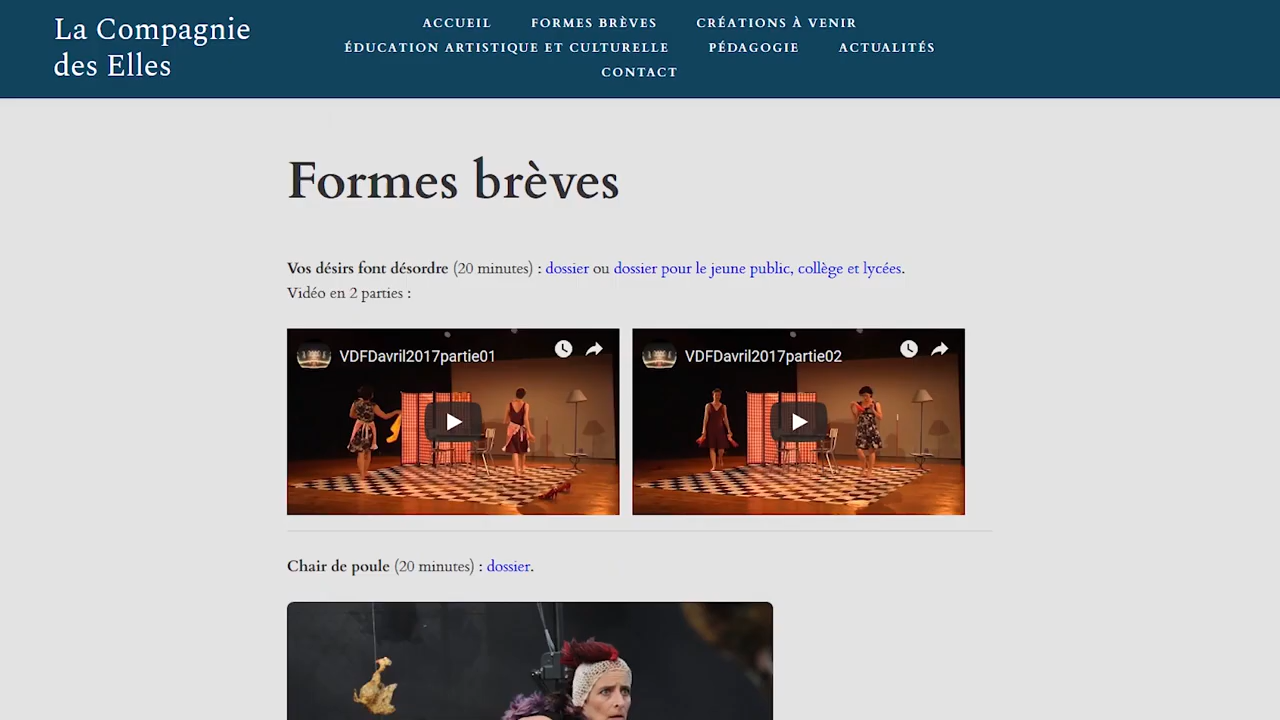 La Compagnie
des Elles
ACCUEIL FORMES BRÈVES CRÉATIONS À VENIR
ÉDUCATION ARTISTIQUE ET CULTURELLE PÉDAGOGIE ACTUALITÉS
CONTACT
Formes brèves
Vos désirs font désordre (20 minutes) : dossier ou dossier pour le jeune public, collège et lycées.
Vidéo en 2 parties :
VDFDavril2017partie01
VDFDavril2017partie02
Chair de poule (20 minutes) : dossier.